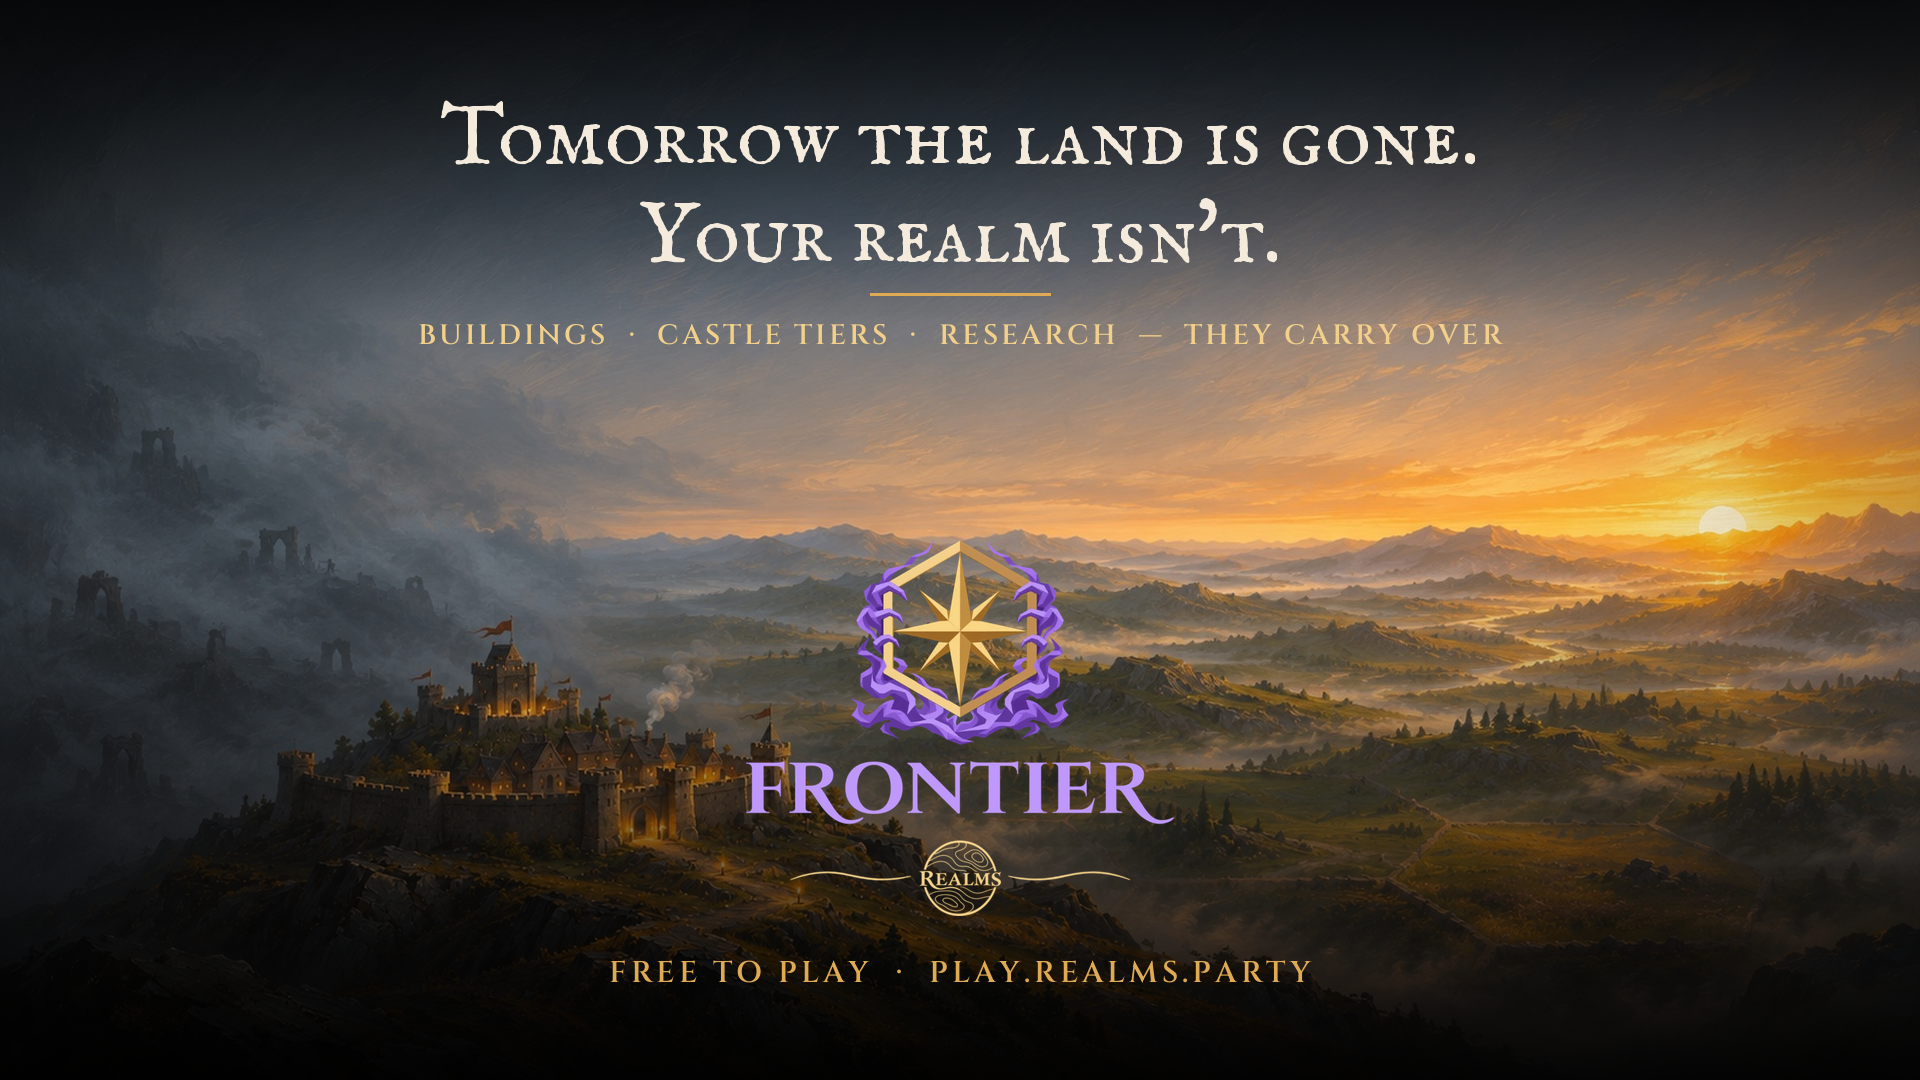 Tomorrow the land is gone.
Your realm isn't.
BUILDINGS · CASTLE TIERS · RESEARCH — THEY CARRY OVER
FRONTIER
REALMS
FREE TO PLAY · PLAY.REALMS.PARTY